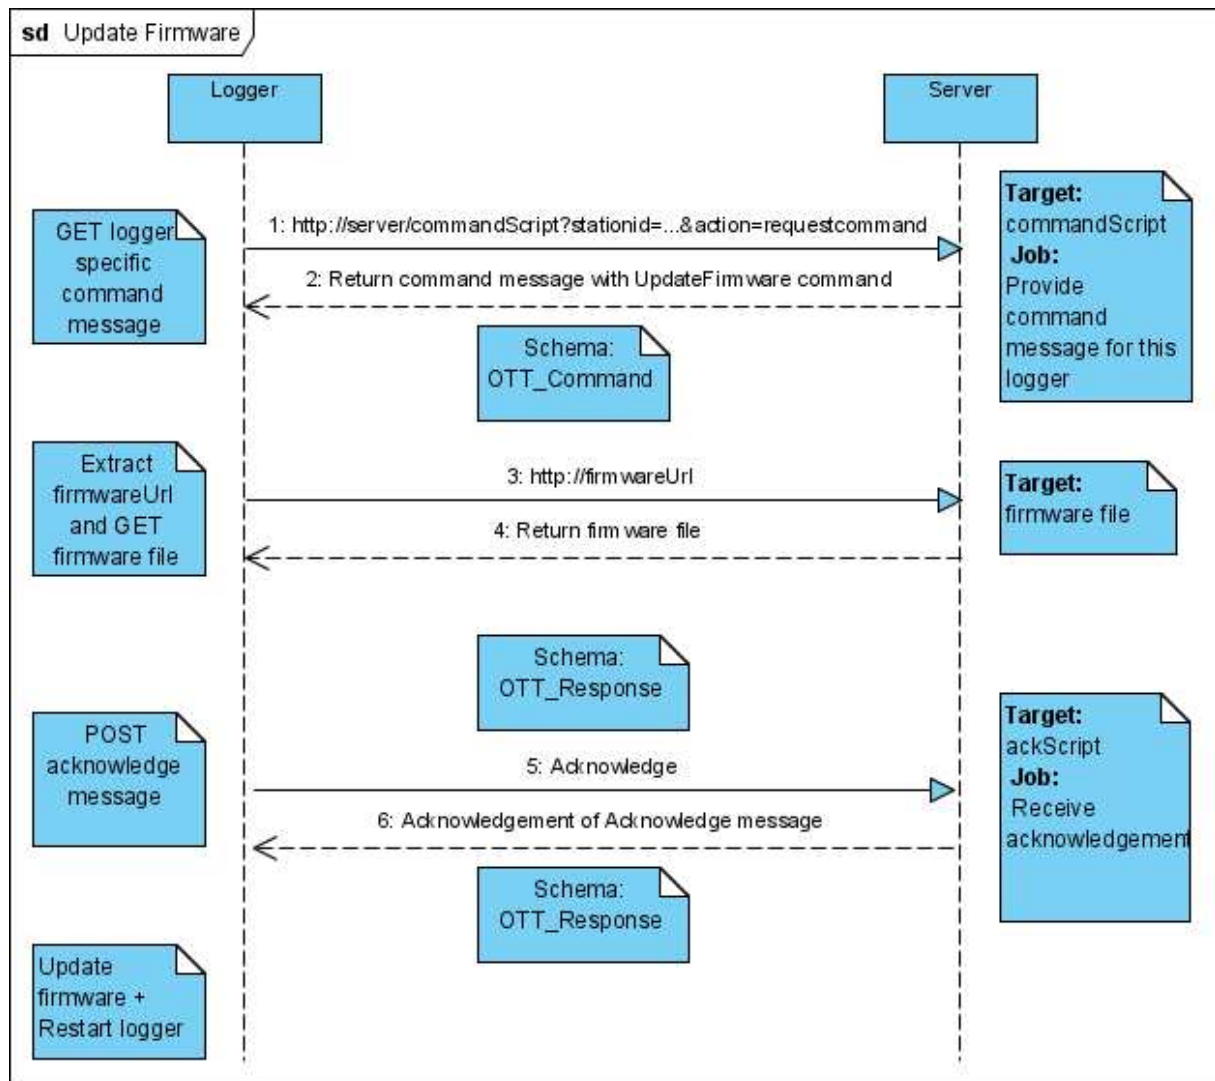 sd Update Firmware
Logger
Server
GET logger
specific
command
message
1: http://server/commandScript?stationid=...&action=requestcommand
2: Return command message with UpdateFirmware command
Target:
commandScript
Job:
Provide
command
message for this
logger
Schema:
OTT_Command
Extract
firmwareUrl
and GET
firmware file
3: http://firmwareUrl
4: Return firmware file
Target:
firmware file
Schema:
OTT_Response
POST
acknowledge
message
5: Acknowledge
6: Acknowledgement of Acknowledge message
Target:
ackScript
Job:
Receive
acknowledgement
Schema:
OTT_Response
Update
firmware +
Restart logger